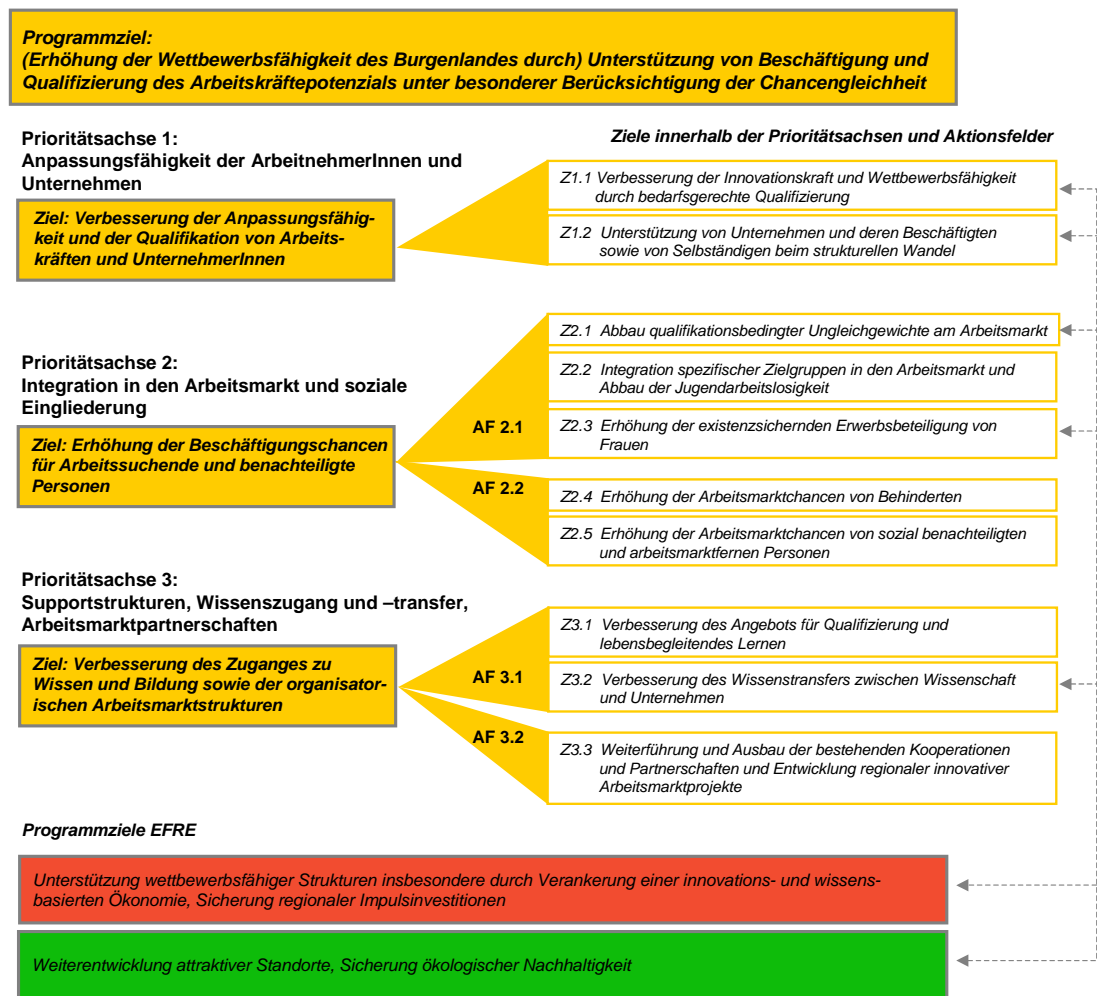 Programmziel:
(Erhöhung der Wettbewerbsfähigkeit des Burgenlandes durch) Unterstützung von Beschäftigung und
Qualifizierung des Arbeitskräftepotenzials unter besonderer Berücksichtigung der Chancengleichheit
Prioritätsachse 1:
Anpassungsfähigkeit der ArbeitnehmerInnen und
Unternehmen
Ziel: Verbesserung der Anpassungsfähig-
keit und der Qualifikation von Arbeits-
kräften und UnternehmerInnen
Ziele innerhalb der Prioritätsachsen und Aktionsfelder
Z1.1 Verbesserung der Innovationskraft und Wettbewerbsfähigkeit
durch bedarfsgerechte Qualifizierung
Z1.2 Unterstützung von Unternehmen und deren Beschäftigten
sowie von Selbständigen beim strukturellen Wandel
Prioritätsachse 2:
Integration in den Arbeitsmarkt und soziale
Eingliederung
Ziel: Erhöhung der Beschäftigungschancen
für Arbeitssuchende und benachteiligte
Personen
AF 2.1
Z2.1 Abbau qualifikationsbedingter Ungleichgewichte am Arbeitsmarkt
Z2.2 Integration spezifischer Zielgruppen in den Arbeitsmarkt und
Abbau der Jugendarbeitslosigkeit
Z2.3 Erhöhung der existenzsichernden Erwerbsbeteiligung von
Frauen
AF 2.2
Z2.4 Erhöhung der Arbeitsmarktchancen von Behinderten
Z2.5 Erhöhung der Arbeitsmarktchancen von sozial benachteiligten
und arbeitsmarktfernen Personen
Prioritätsachse 3:
Supportstrukturen, Wissenszugang und –transfer,
Arbeitsmarktpartnerschaften
Ziel: Verbesserung des Zuganges zu
Wissen und Bildung sowie der organisator-
ischen Arbeitsmarktstrukturen
AF 3.1
Z3.1 Verbesserung des Angebots für Qualifizierung und
lebensbegleitendes Lernen
Z3.2 Verbesserung des Wissenstransfers zwischen Wissenschaft
und Unternehmen
AF 3.2
Z3.3 Weiterführung und Ausbau der bestehenden Kooperationen
und Partnerschaften und Entwicklung regionaler innovativer
Arbeitsmarktprojekte
Programmziele EFRE
Unterstützung wettbewerbsfähiger Strukturen insbesondere durch Verankerung einer innovations- und wissens-
basierten Ökonomie, Sicherung regionaler Impulsinvestitionen
Weiterentwicklung attraktiver Standorte, Sicherung ökologischer Nachhaltigkeit